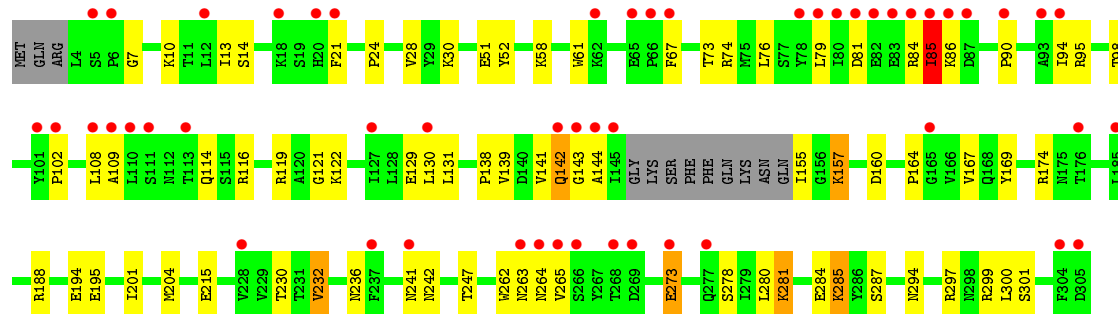 MET GLN ARG L4 S5 P6 G7 K10 T11 L12 I13 S14 K18 S19 H20 F21 P24 V28 Y29 K30 E51 Y52 K58 W61 K62 E65 P66 F67 T73 R74 M75 L76 S77 Y78 L79 I80 D81 E82 E83 R84 I85 K86 D87 P90 A93 I94 R95 T98
Y101 P102 L108 A109 L110 S111 N112 T113 Q114 S115 R116 R119 A120 G121 K122 I127 L128 E129 L130 L131 P138 V139 D140 V141 Q142 G143 A144 I145 GLY LYS SER PHE PHE GLN LYS ASN GLN I155 G156 K157 D160 P164 G165 V166 V167 Q168 Y169 R174 N175 T176 L185
R188 E194 E195 I201 M204 E215 V228 V229 T230 T231 V232 N236 F237 N241 N242 T247 W262 N263 N264 V265 S266 Y267 T268 D269 E273 Q277 S278 I279 L280 K281 E284 K285 Y286 S287 N294 R297 N298 R299 L300 S301 F304 D305